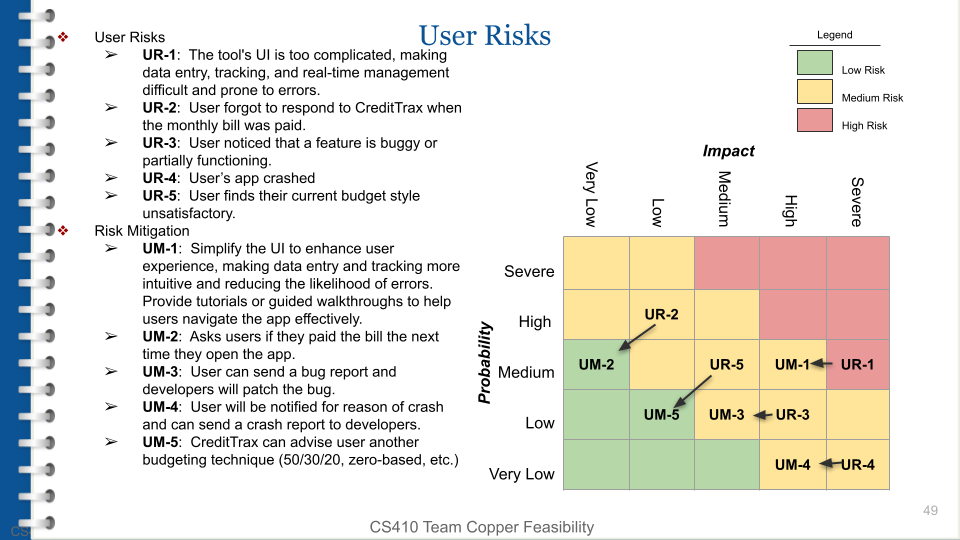 User Risks
❖ User Risks
➢ UR-1: The tool's UI is too complicated, making
data entry, tracking, and real-time management
difficult and prone to errors.
➢ UR-2: User forgot to respond to CreditTrax when
the monthly bill was paid.
➢ UR-3: User noticed that a feature is buggy or
partially functioning.
➢ UR-4: User’s app crashed
➢ UR-5: User finds their current budget style
unsatisfactory.
❖ Risk Mitigation
➢ UM-1: Simplify the UI to enhance user
experience, making data entry and tracking more
intuitive and reducing the likelihood of errors.
Provide tutorials or guided walkthroughs to help
users navigate the app effectively.
➢ UM-2: Asks users if they paid the bill the next
time they open the app.
➢ UM-3: User can send a bug report and
developers will patch the bug.
➢ UM-4: User will be notified for reason of crash
and can send a crash report to developers.
➢ UM-5: CreditTrax can advise user another
budgeting technique (50/30/20, zero-based, etc.)
Legend
Low Risk
Medium Risk
High Risk
Impact
Very Low
Low
Medium
High
Severe
Probability
Severe
High
UR-2
Medium
UM-2 UR-5 UM-1 UR-1
Low
UM-5 UM-3 UR-3
Very Low
UM-4 UR-4
CS410 Team Copper Feasibility
49
CS